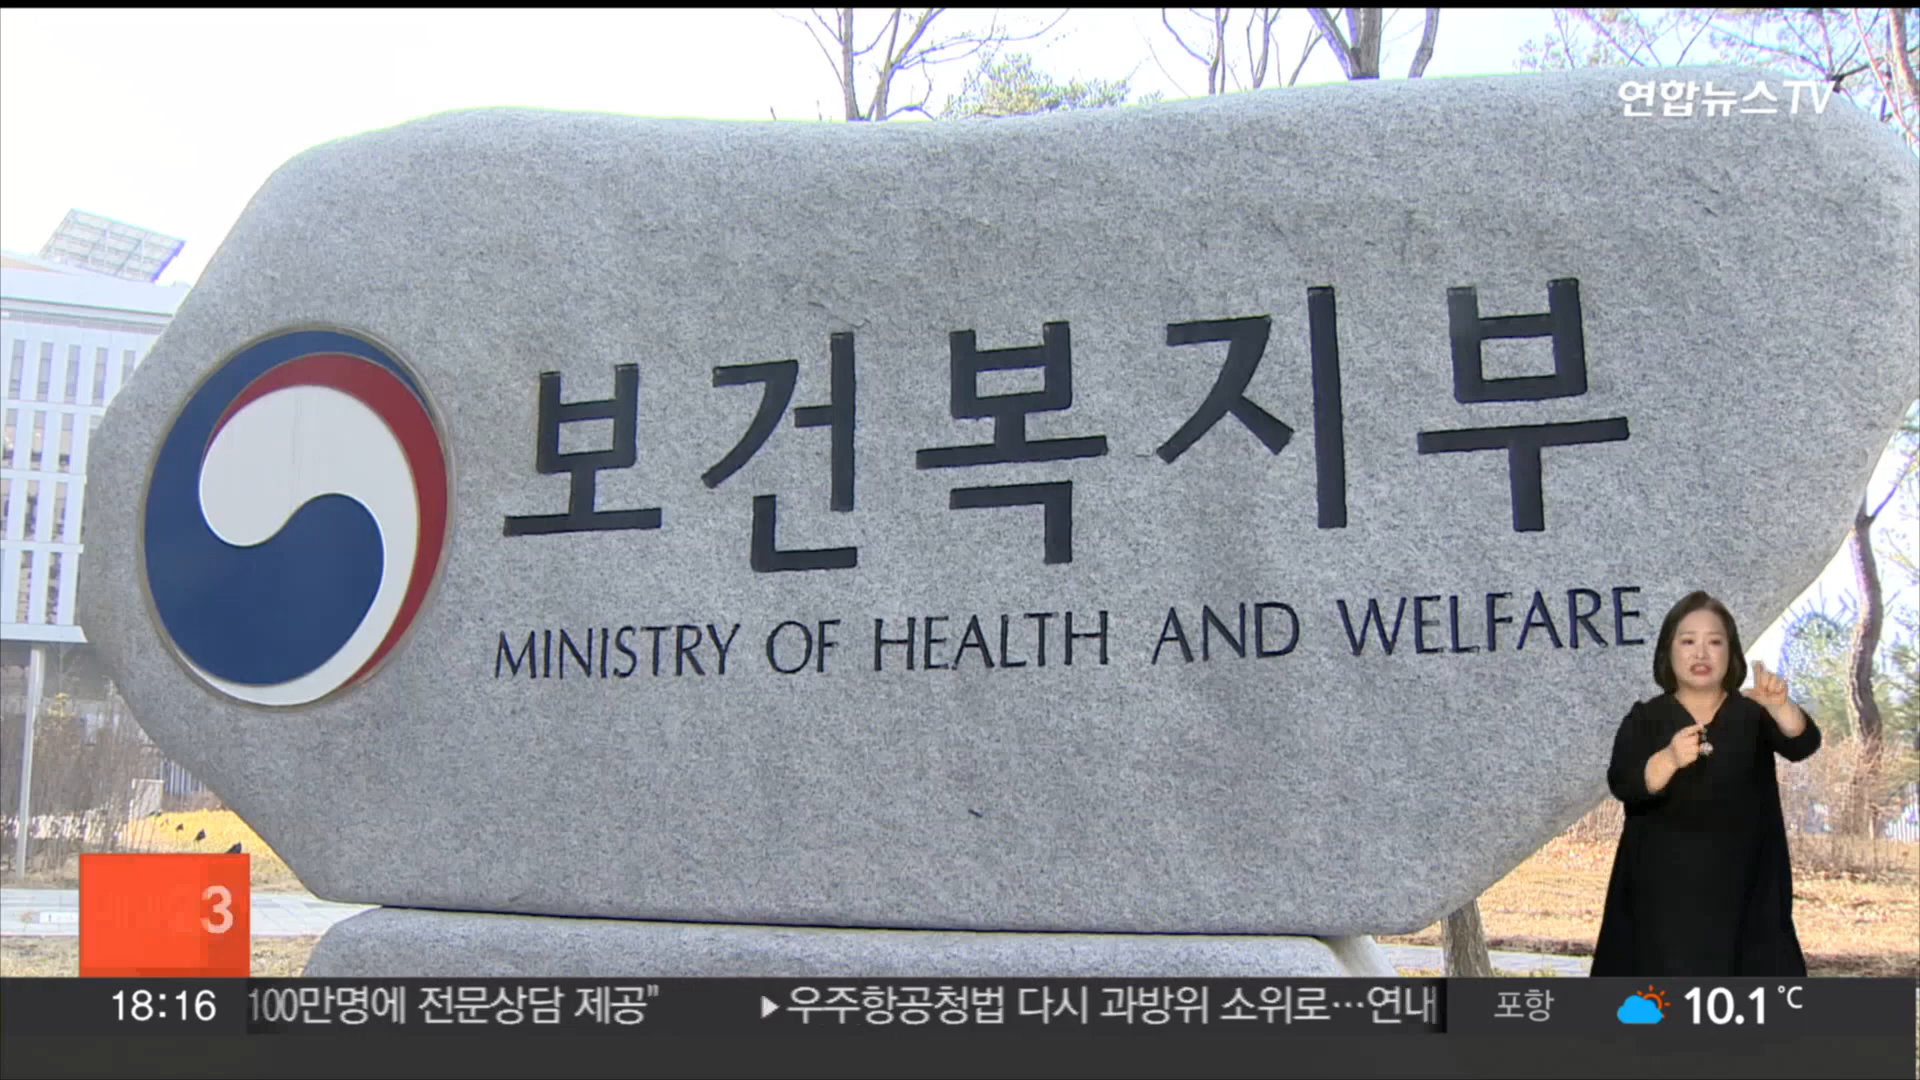 연합뉴스TV
보건복지부
MINISTRY OF HEALTH AND WELFARE
23
18:16 100만명에 전문상담 제공” ▶우주항공청법 다시 과방위 소위로…연내 포항 10.1℃